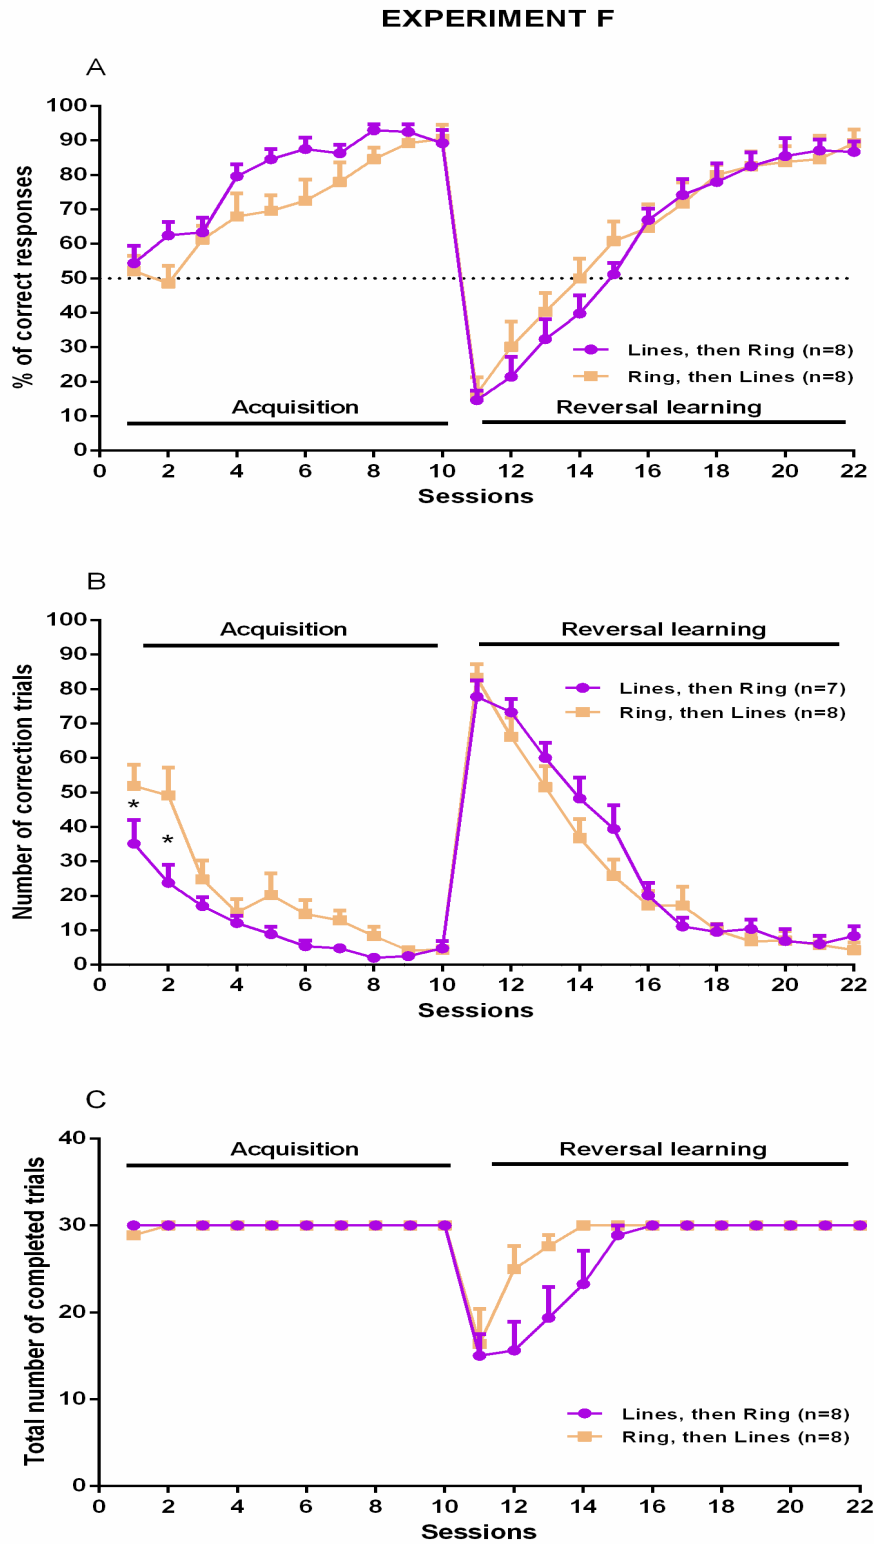 EXPERIMENT F
A
% of correct responses
100
90
80
70
60
50
40
30
20
10
0
Lines, then Ring (n=8)
Ring, then Lines (n=8)
Acquisition
Reversal learning
0 2 4 6 8 10 12 14 16 18 20 22
Sessions
B
Number of correction trials
100
90
80
70
60
50
40
30
20
10
0
Acquisition
Reversal learning
Lines, then Ring (n=7)
Ring, then Lines (n=8)
*
*
0 2 4 6 8 10 12 14 16 18 20 22
Sessions
C
Total number of completed trials
40
30
20
10
0
Acquisition
Reversal learning
Lines, then Ring (n=8)
Ring, then Lines (n=8)
0 2 4 6 8 10 12 14 16 18 20 22
Sessions